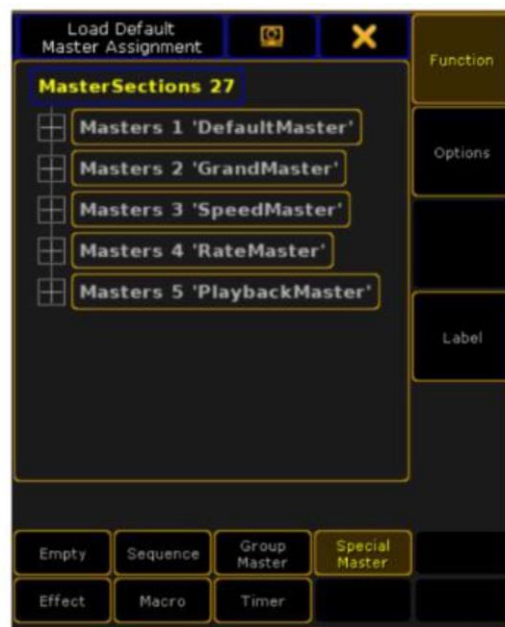 Load Default
Master Assignment
Function
MasterSections 27
Masters 1 'DefaultMaster'
Masters 2 'GrandMaster'
Masters 3 'SpeedMaster'
Masters 4 'RateMaster'
Masters 5 'PlaybackMaster'
Options
Label
Empty
Sequence
Group
Master
Special
Master
Effect
Macro
Timer